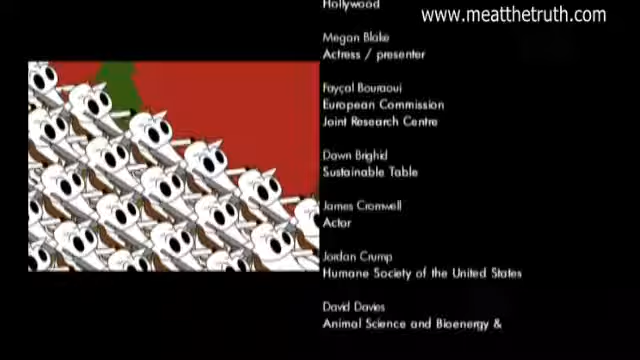 Hollywood
www.meatthetruth.com
Megan Blake
Actress / presenter
Fayçal Bouraoui
European Commission
Joint Research Centre
Dawn Brighid
Sustainable Table
James Cromwell
Actor
Jordan Crump
Humane Society of the United States
David Davies
Animal Science and Bioenergy &